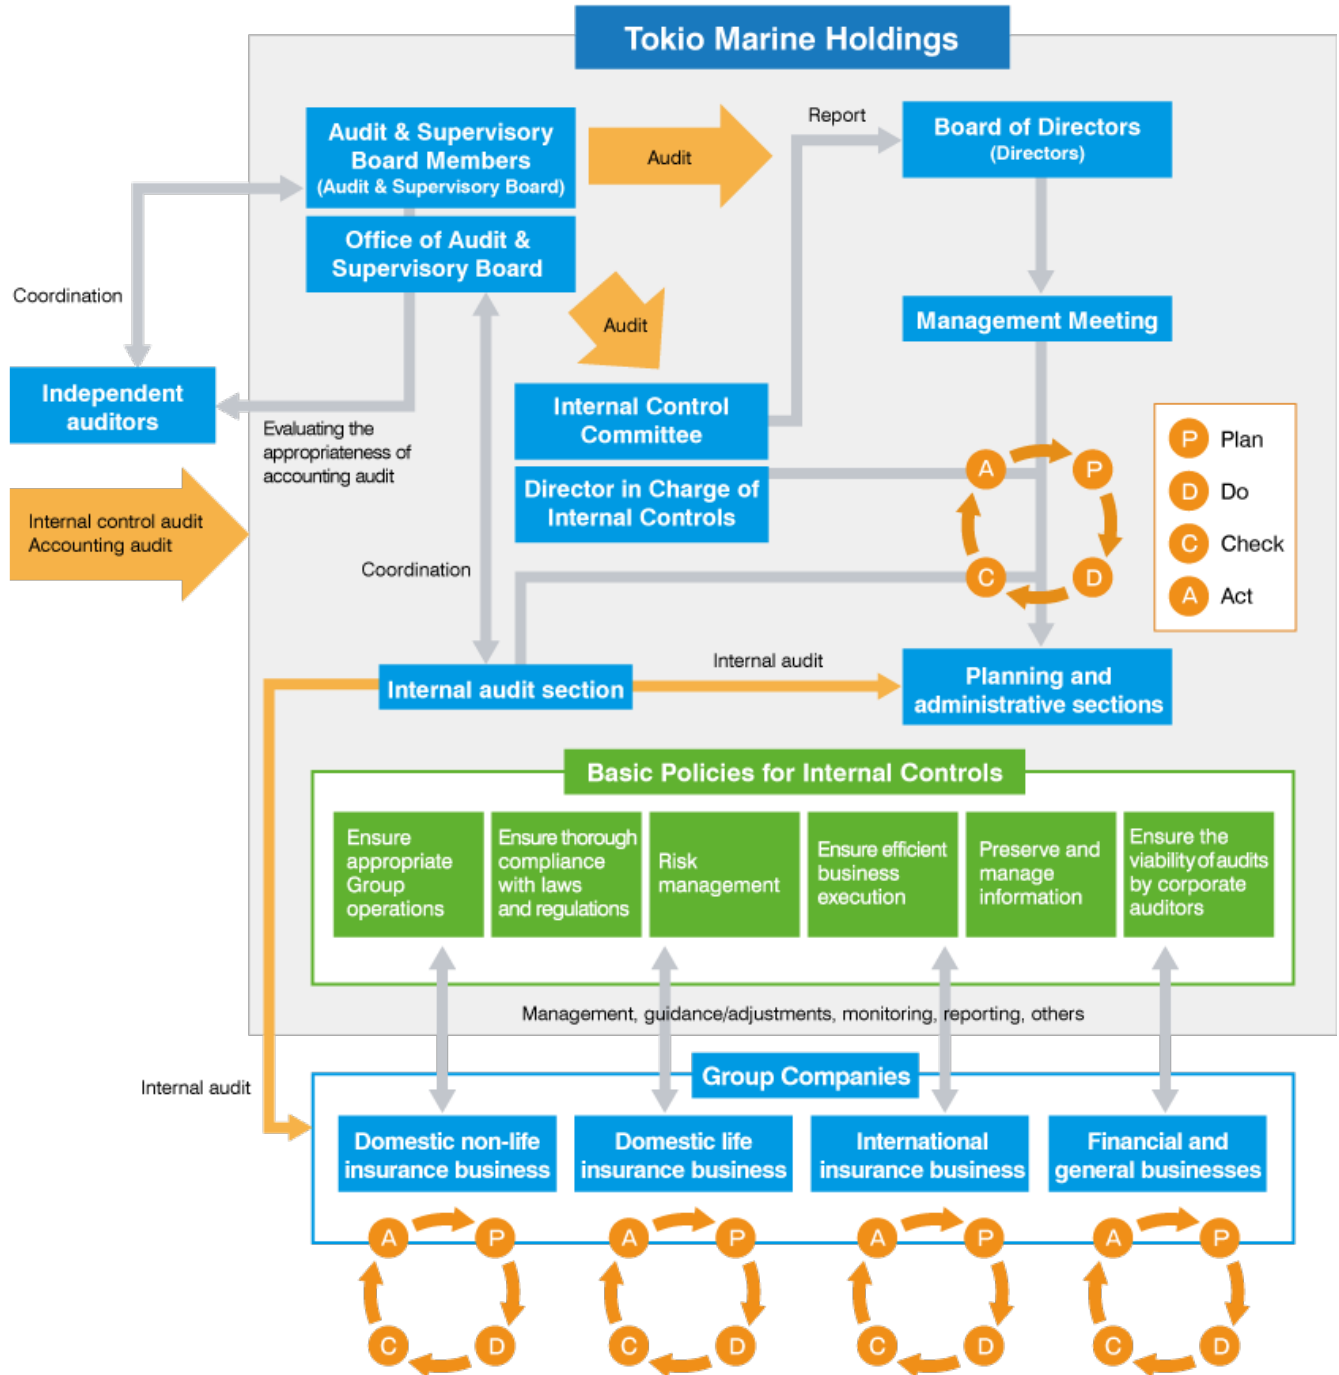 Tokio Marine Holdings
Audit & Supervisory
Board Members
(Audit & Supervisory Board)
Audit
Report
Board of Directors
(Directors)
Office of Audit &
Supervisory Board
Coordination
Audit
Management Meeting
Independent
auditors
Evaluating the
appropriateness of
accounting audit
Internal Control
Committee
Director in Charge of
Internal Controls
A
P
C
D
P Plan
D Do
C Check
A Act
Internal control audit
Accounting audit
Coordination
Internal audit section
Internal audit
Planning and
administrative sections
Basic Policies for Internal Controls
Ensure
appropriate
Group
operations
Ensure thorough
compliance
with laws
and regulations
Risk
management
Ensure efficient
business
execution
Preserve and
manage
information
Ensure the
viability of audits
by corporate
auditors
Management, guidance/adjustments, monitoring, reporting, others
Internal audit
Group Companies
Domestic non-life
insurance business
Domestic life
insurance business
International
insurance business
Financial and
general businesses
A P
C D
A P
C D
A P
C D
A P
C D